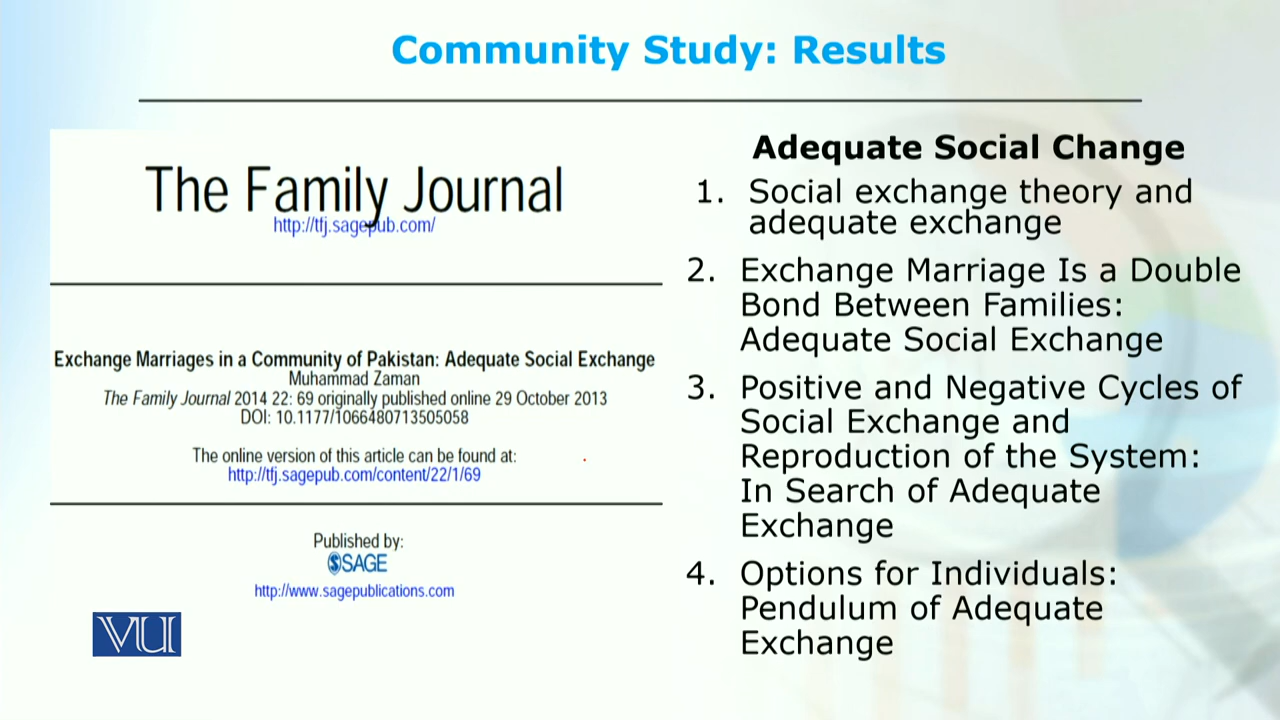 Community Study: Results
The Family Journal
http://tfj.sagepub.com/
Exchange Marriages in a Community of Pakistan: Adequate Social Exchange
Muhammad Zaman
The Family Journal 2014 22: 69 originally published online 29 October 2013
DOI: 10.1177/1066480713505058
The online version of this article can be found at:
http://tfj.sagepub.com/content/22/1/69
Published by:
SAGE
http://www.sagepublications.com
VU
Adequate Social Change
1. Social exchange theory and
adequate exchange
2. Exchange Marriage Is a Double
Bond Between Families:
Adequate Social Exchange
3. Positive and Negative Cycles of
Social Exchange and
Reproduction of the System:
In Search of Adequate
Exchange
4. Options for Individuals:
Pendulum of Adequate
Exchange